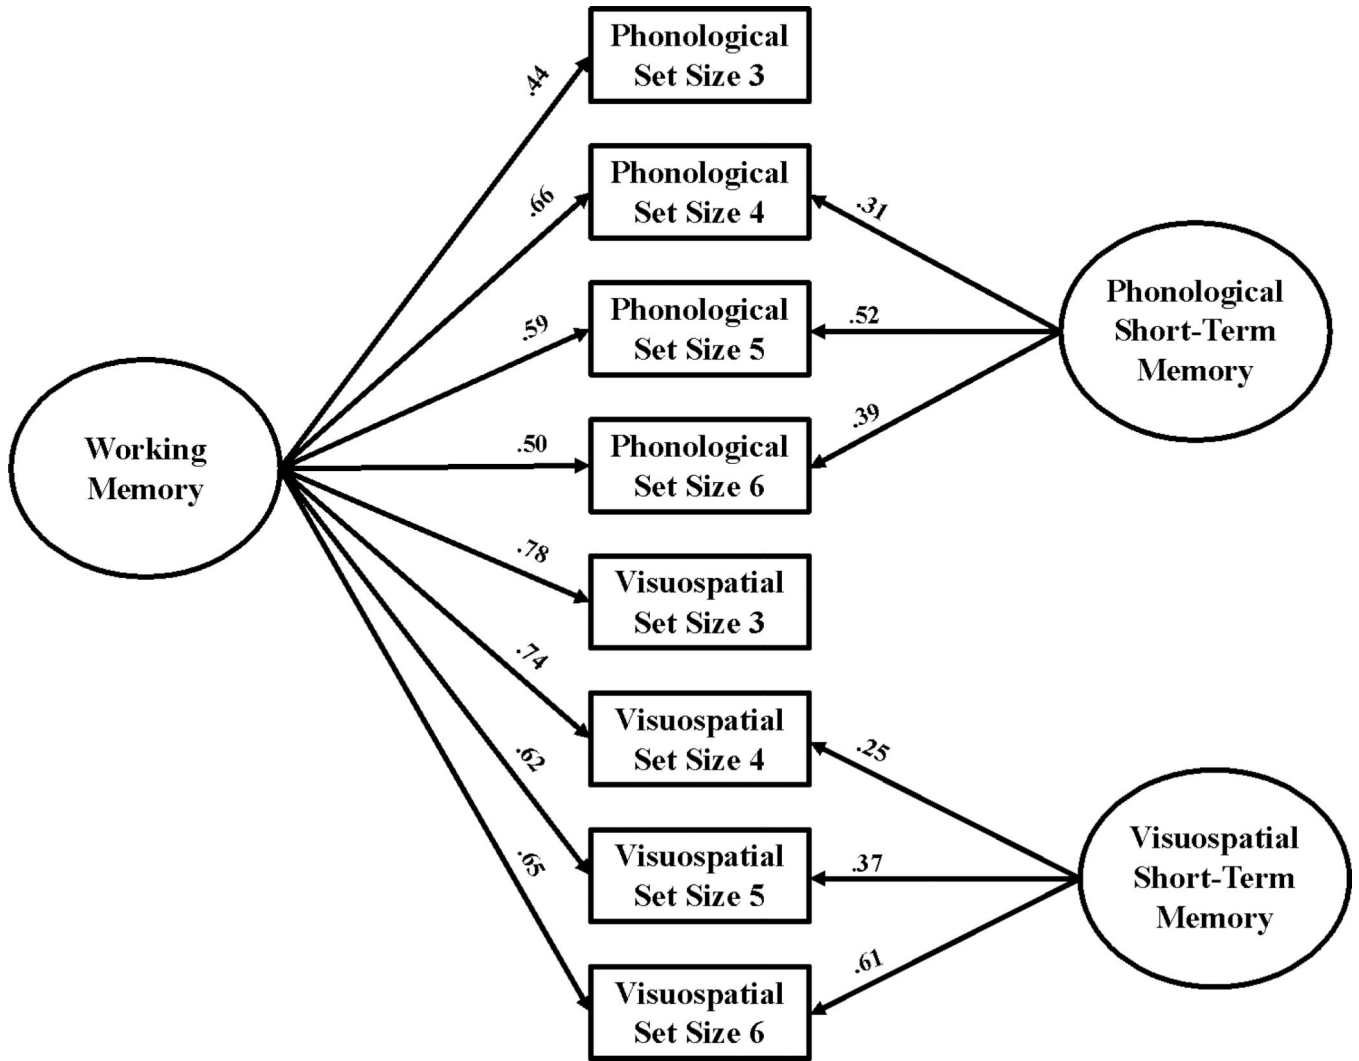 Phonological
Set Size 3
.44
Phonological
Set Size 4
.66
.31
Phonological
Set Size 5
.59
.52
Phonological
Short-Term
Memory
Phonological
Set Size 6
.50
.39
Working
Memory
Visuospatial
Set Size 3
.78
Visuospatial
Set Size 4
.74
.25
Visuospatial
Set Size 5
.62
.37
Visuospatial
Short-Term
Memory
Visuospatial
Set Size 6
.65
.61